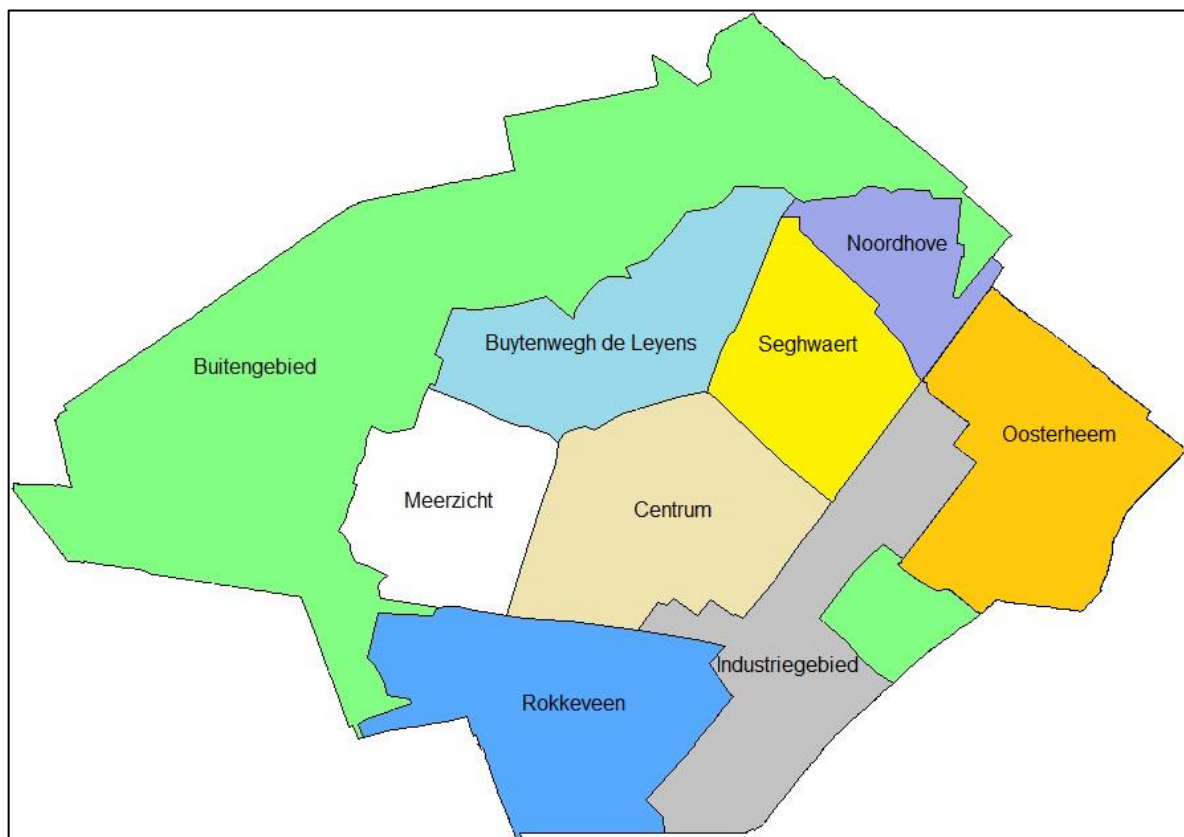 Noordhove
Buytenwegh de Leyens
Seghwaert
Buitengebied
Oosterheem
Meerzicht
Centrum
Industriegebied
Rokkeveen